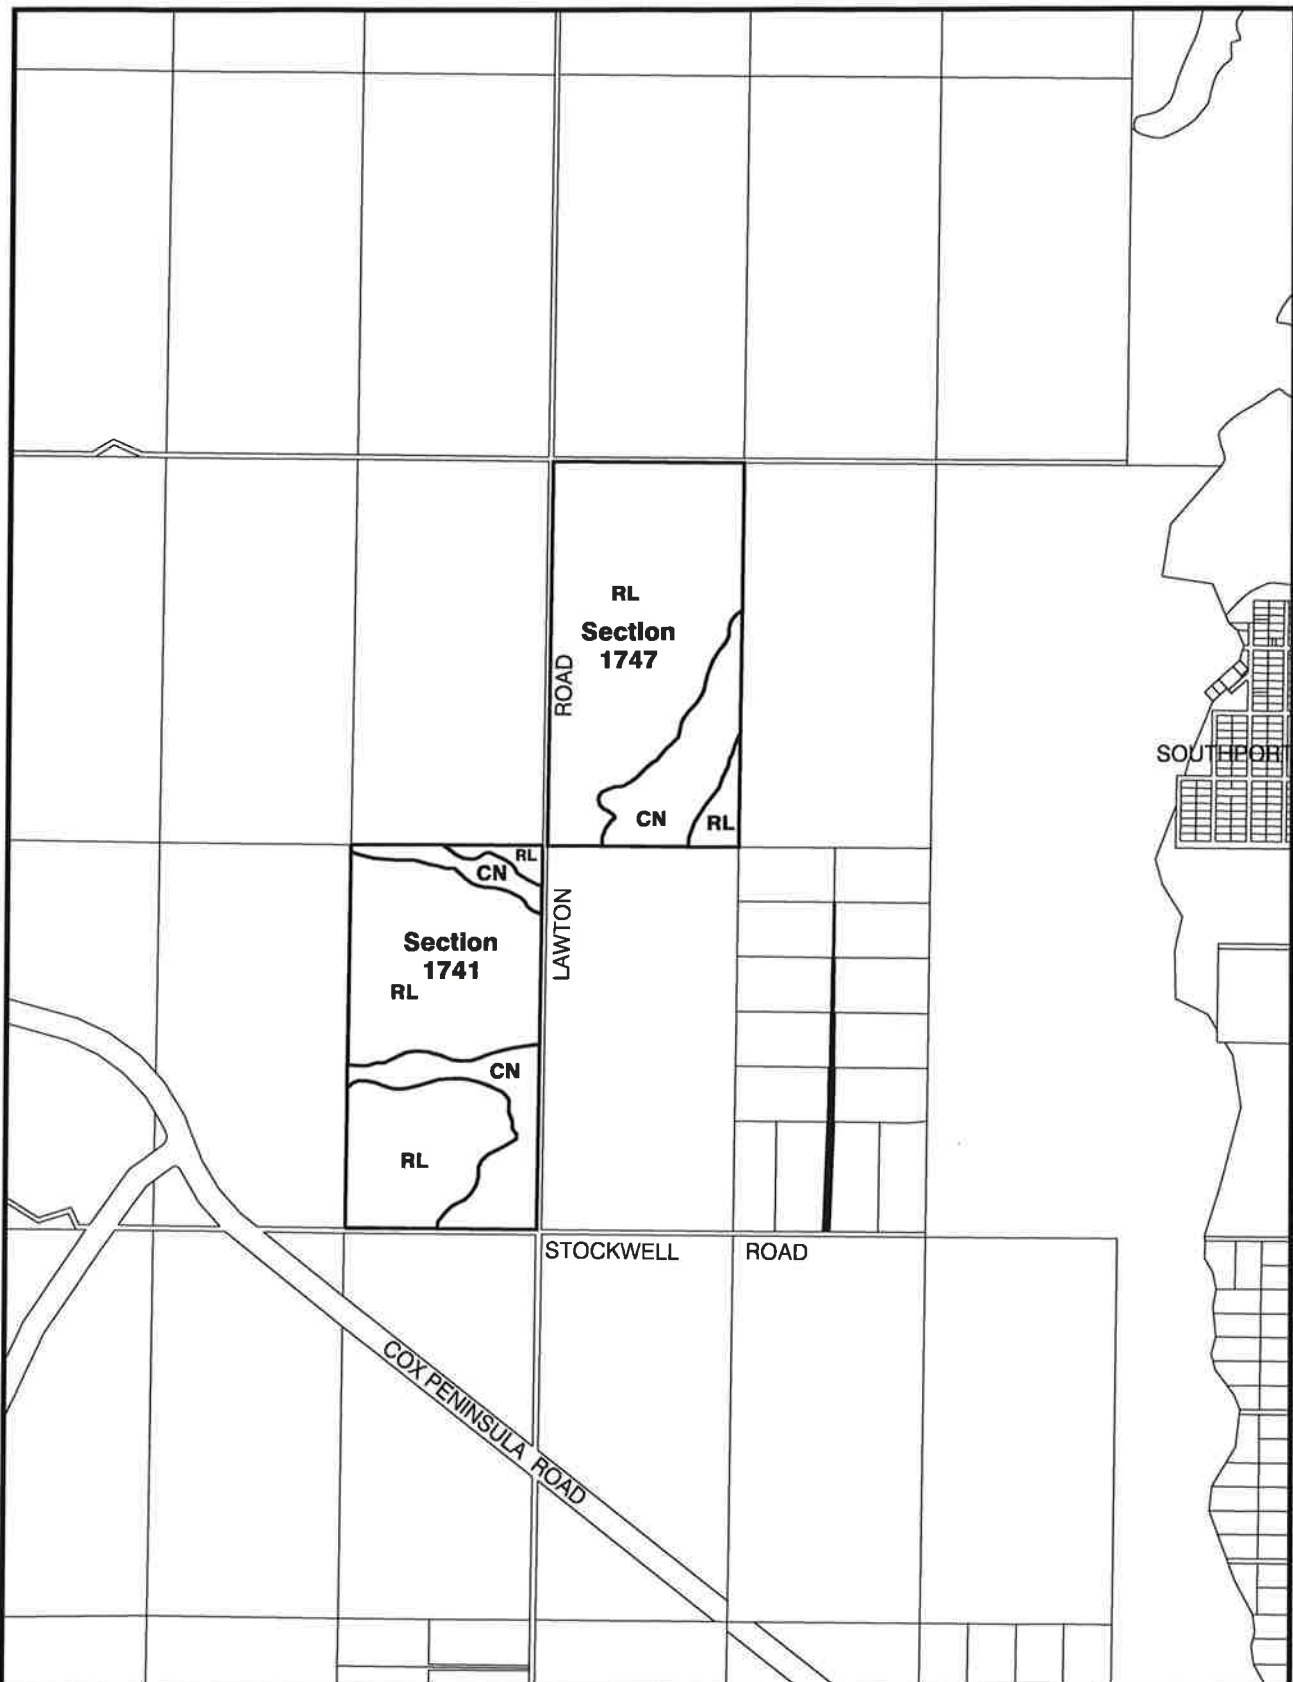 RL
Section
1747
ROAD
SOUTHPORT
CN
RL
RL
CN
LAWTON
Section
1741
RL
CN
RL
STOCKWELL ROAD
COX PENINSULA ROAD